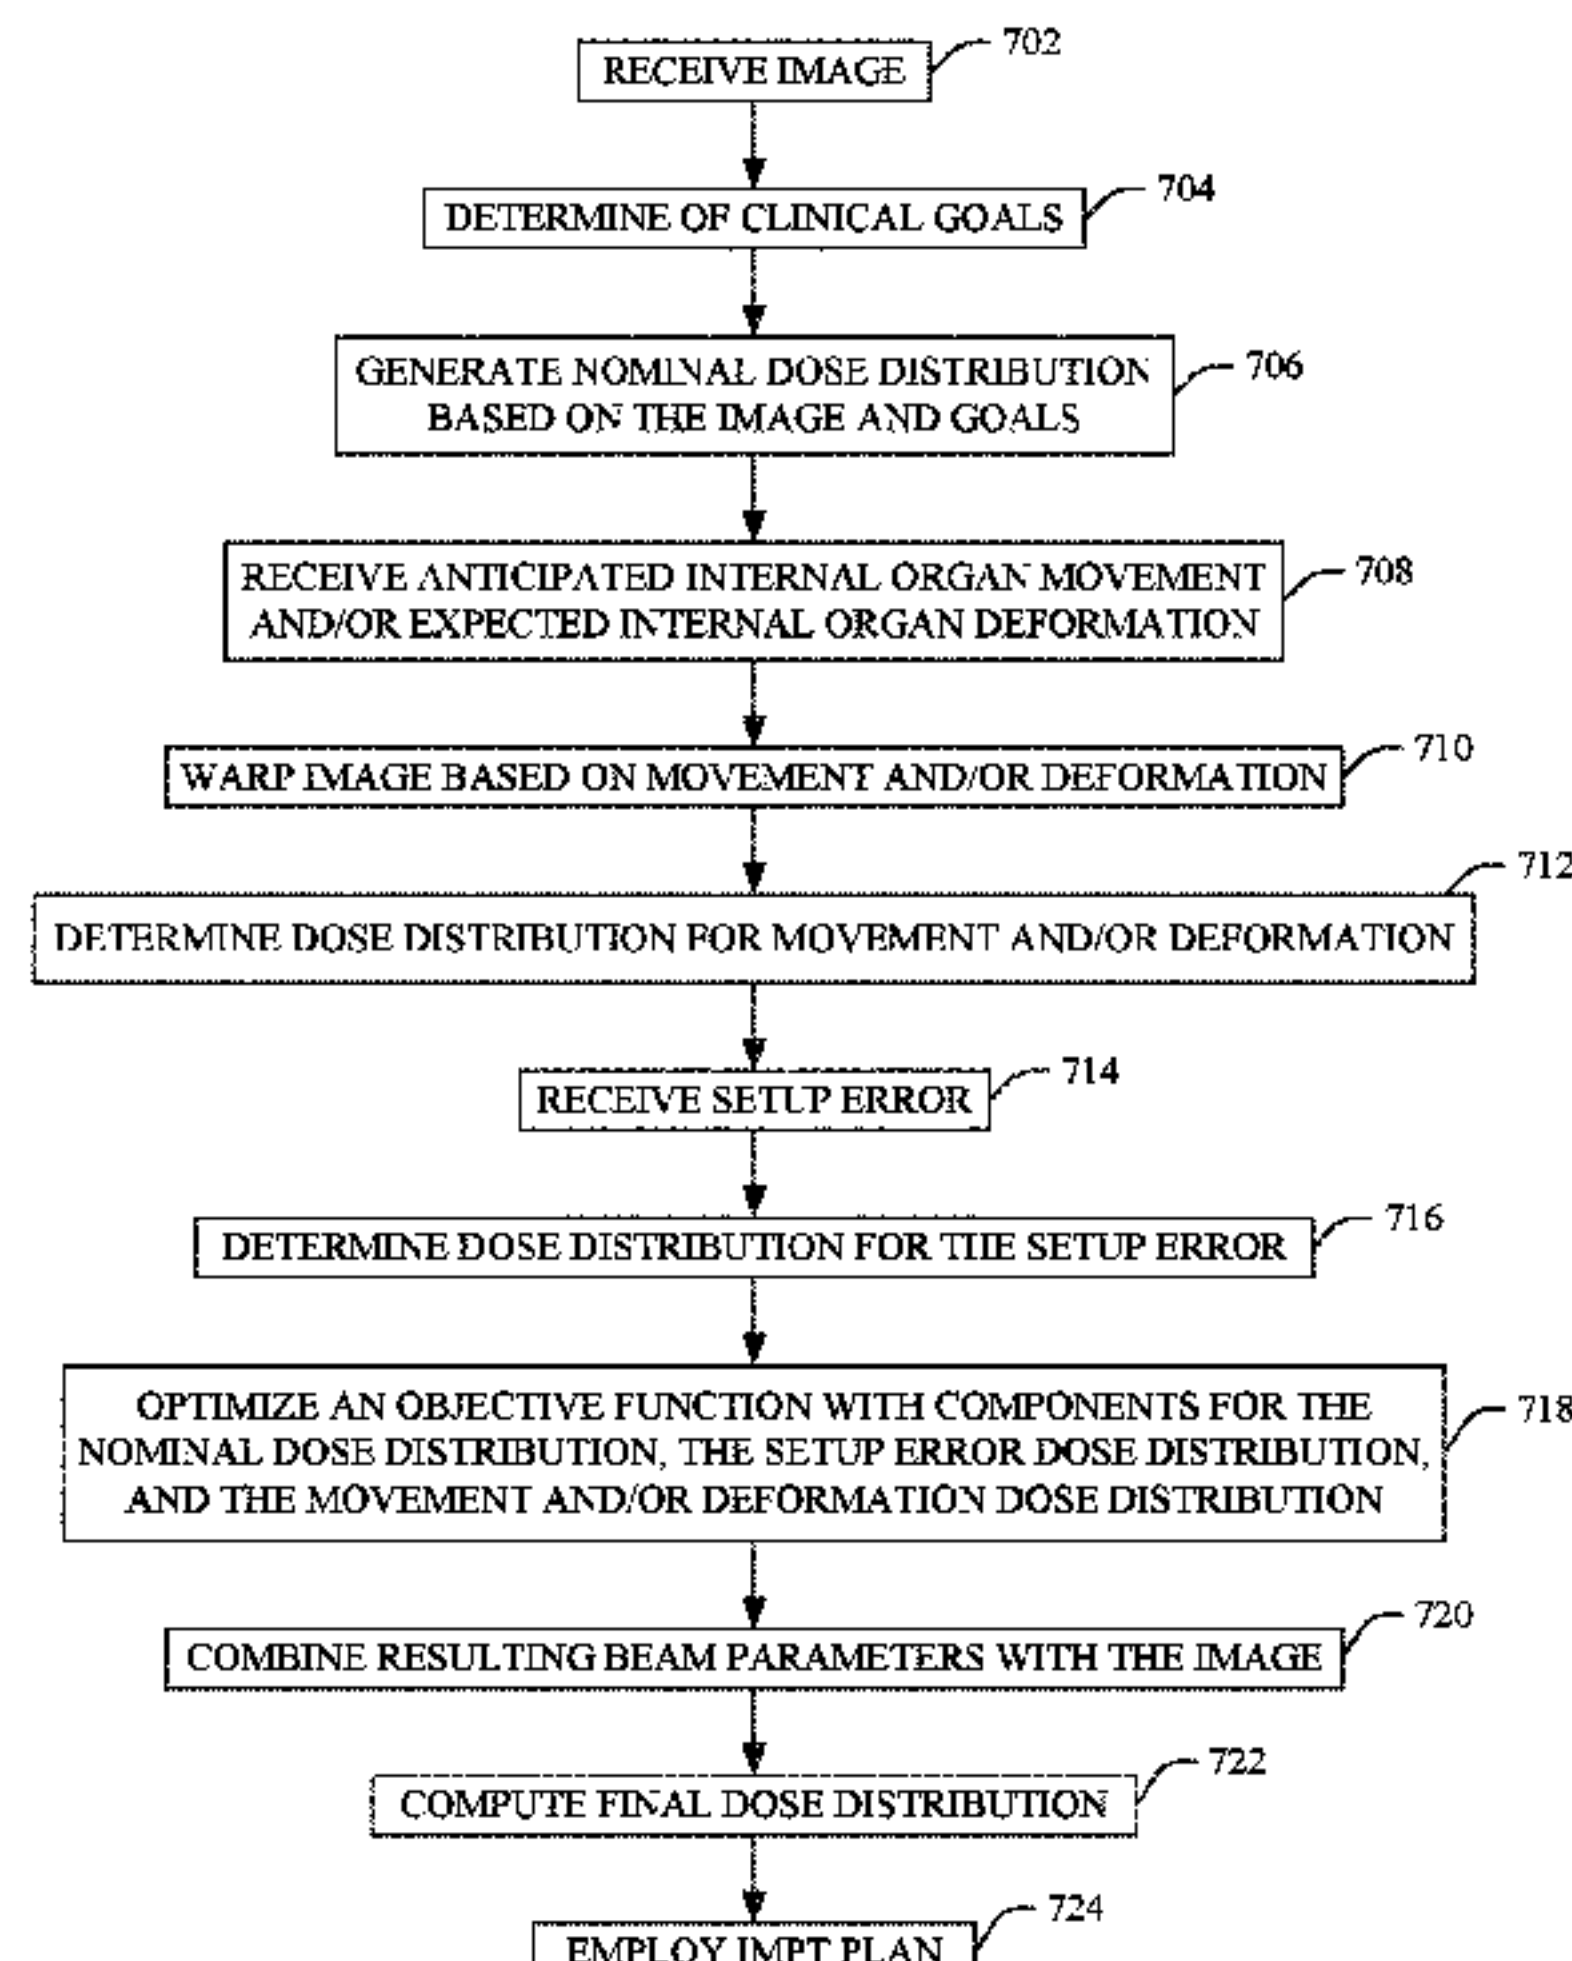 702
RECEIVE IMAGE
704
DETERMINE OF CLINICAL GOALS
706
GENERATE NOMINAL DOSE DISTRIBUTION
BASED ON THE IMAGE AND GOALS
708
RECEIVE ANTICIPATED INTERNAL ORGAN MOVEMENT
AND/OR EXPECTED INTERNAL ORGAN DEFORMATION
710
WARP IMAGE BASED ON MOVEMENT AND/OR DEFORMATION
712
DETERMINE DOSE DISTRIBUTION FOR MOVEMENT AND/OR DEFORMATION
714
RECEIVE SETUP ERROR
716
DETERMINE DOSE DISTRIBUTION FOR THE SETUP ERROR
718
OPTIMIZE AN OBJECTIVE FUNCTION WITH COMPONENTS FOR THE
NOMINAL DOSE DISTRIBUTION, THE SETUP ERROR DOSE DISTRIBUTION,
AND THE MOVEMENT AND/OR DEFORMATION DOSE DISTRIBUTION
720
COMBINE RESULTING BEAM PARAMETERS WITH THE IMAGE
722
COMPUTE FINAL DOSE DISTRIBUTION
724
EMPLOY IMPT PLAN